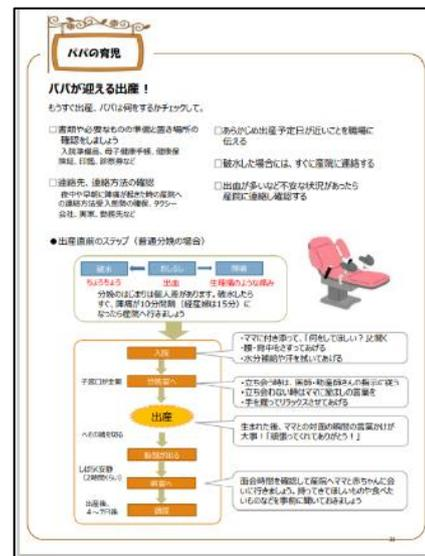 パパの育児
パパが迎える出産！
もうすぐ出産、パパは何をするかチェックして。
□書類や必要なものの準備と置き場所の
確認をしましょう
入院準備品、母子健康手帳、健康保
険証、印鑑、診察券など
□連絡先、連絡方法の確認
夜中や早朝に陣痛が起きた時の産院へ
の連絡方法受入態勢の確保、タクシー
会社、実家、勤務先など
□あらかじめ出産予定日が近いことを職場に
伝える
□破水した場合には、すぐに産院に連絡する
□出血が多いなど不安な状況があったら
産院に連絡し確認する
●出産直前のステップ（普通分娩の場合）
破水
おしるし
陣痛
ちょろちょろ
出血
生理痛のような痛み
分娩のはじまりは個人差があります。破水したら
すぐ、陣痛が10分間隔（経産婦は15分）に
なったら産院へ行きましょう
入院
・ママに付き添って、「何をしてほしい？」と聞く
・腰・背中をさすってあげる
・水分補給や汗を拭いてあげる
子宮口が全開
分娩室へ
・立ち会う時は、医師・助産師さんの指示に従う
・立ち会わない時はママに励ましの言葉を
・手を握ってリラックスさせてあげる
出産
生まれた後、ママとの対面の瞬間の言葉かけが
大事！「頑張ってくれてありがとう！」
へその緒を切る
胎盤が出る
しばらく安静
（2時間くらい）
病室へ
面会時間を確認して産院へママと赤ちゃんに会
いに行きましょう。持ってきてほしいものや食べた
いものなどを事前に聞いておきましょう
出産後、
4～7日後
退院